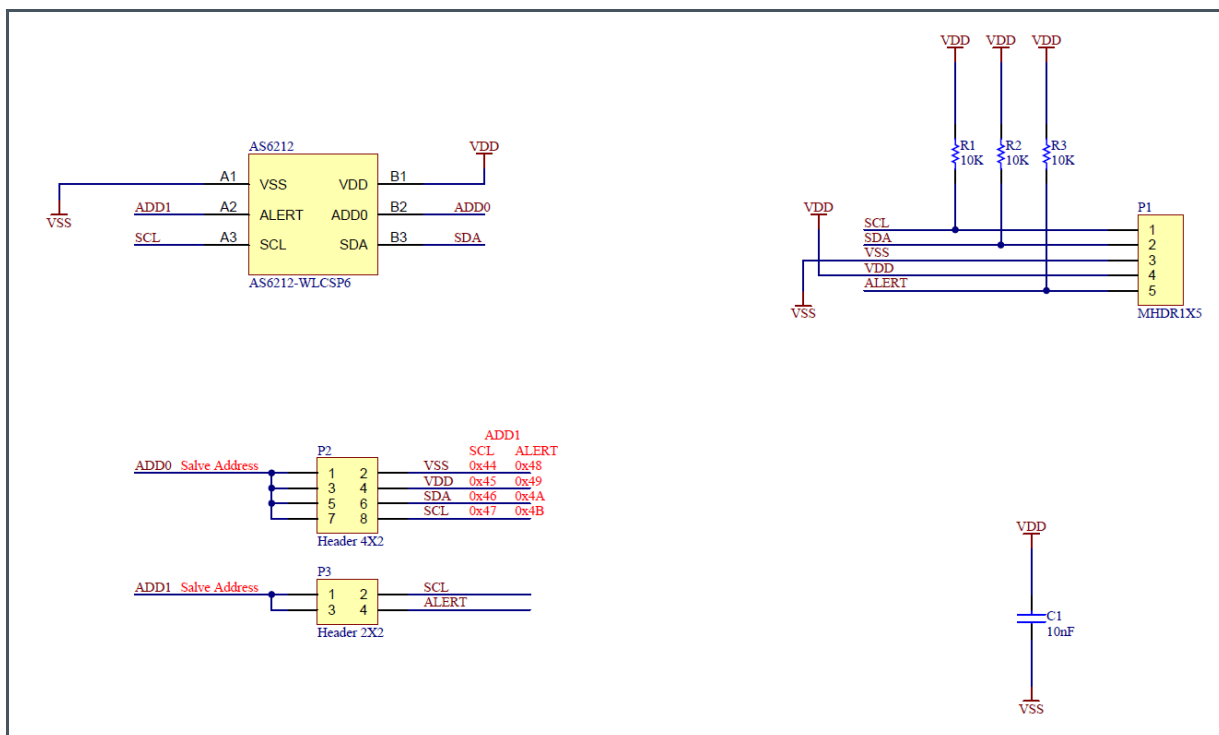 AS6212
VDD
A1 VSS VDD B1
VSS
ADD1 A2 ALERT ADD0 B2 ADD0
SCL A3 SCL SDA B3 SDA
AS6212-WLCSP6
VDD VDD VDD
R1 R2 R3
10K 10K 10K
VDD
P1
SCL 1
SDA 2
VSS 3
VDD 4
ALERT 5
VSS
MHDR1X5
ADD1
P2 SCL ALERT
ADD0 Salve Address 1 2 VSS 0x44 0x48
3 4 VDD 0x45 0x49
5 6 SDA 0x46 0x4A
7 8 SCL 0x47 0x4B
Header 4X2
P3
ADD1 Salve Address 1 2 SCL
3 4 ALERT
Header 2X2
VDD
C1
10nF
VSS